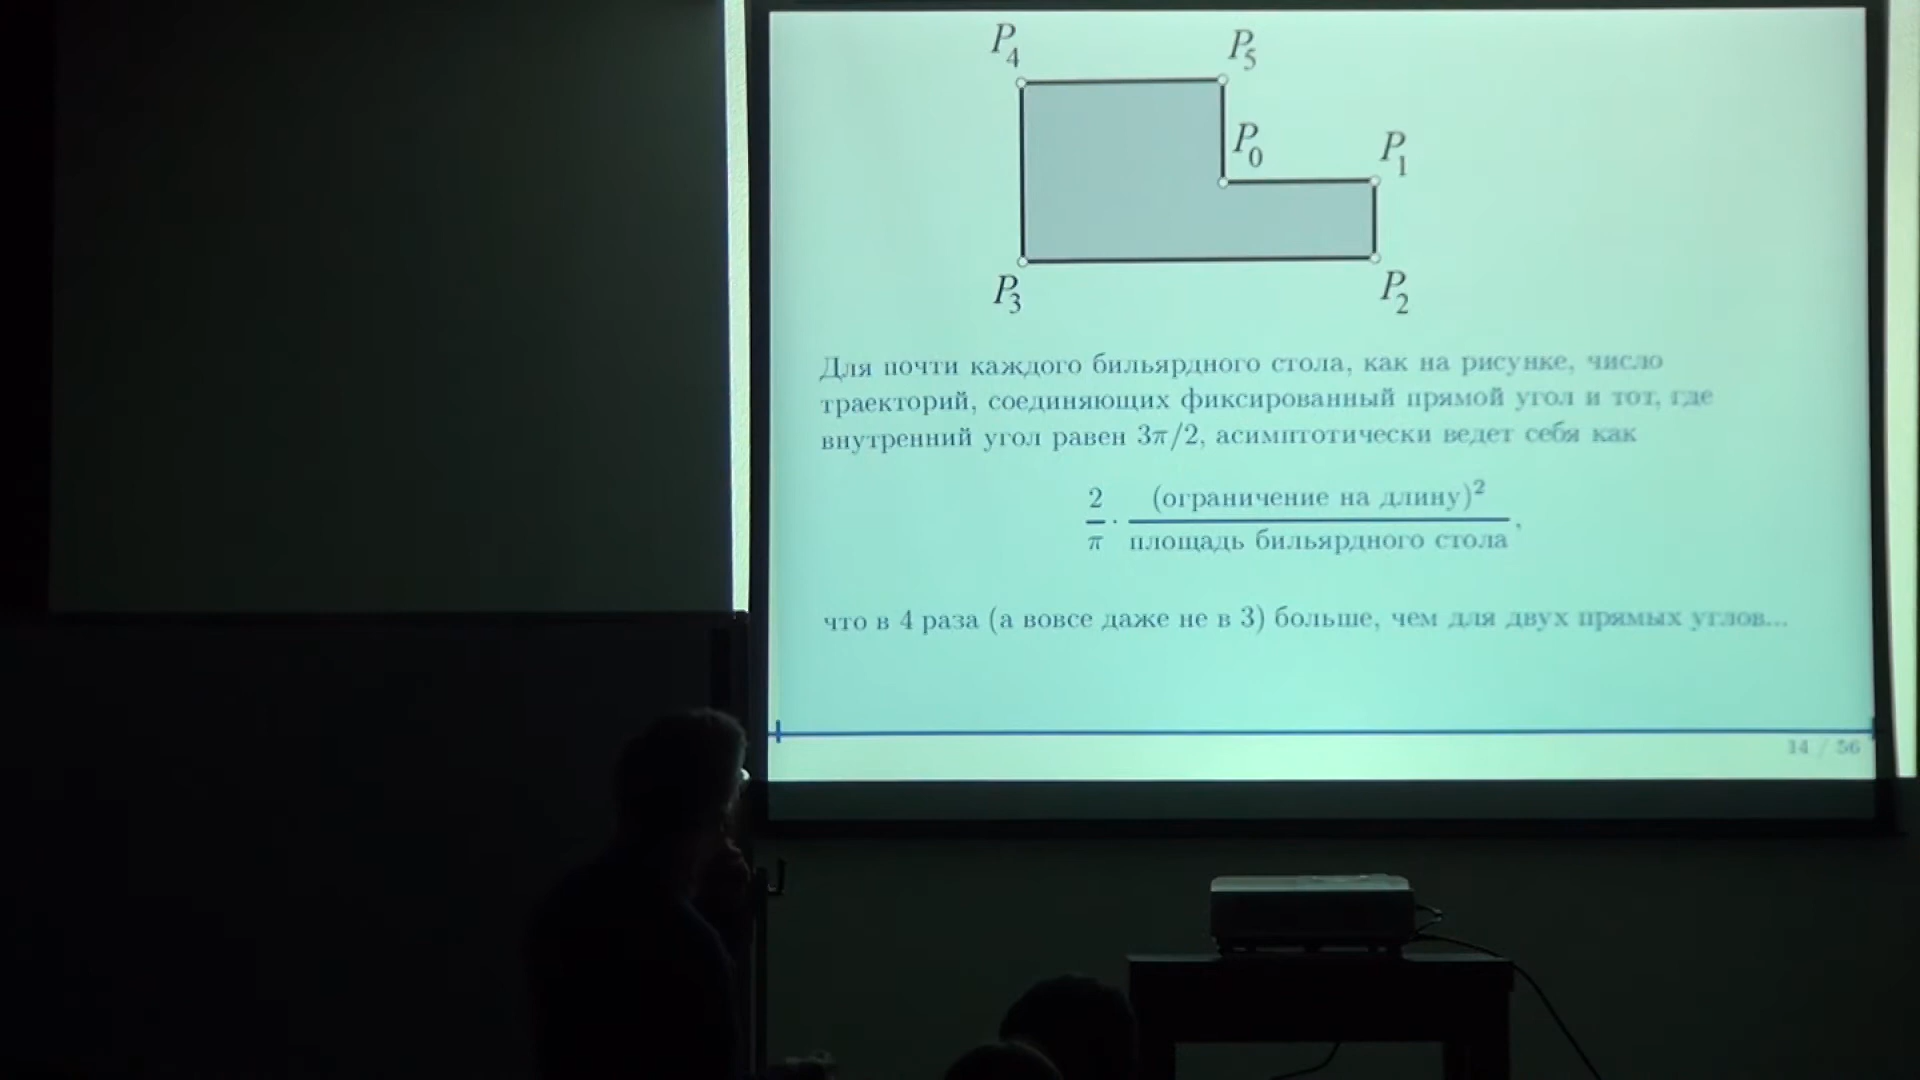 P₄ P₅
P₀ P₁
P₃ P₂
Для почти каждого бильярдного стола, как на рисунке, число
траекторий, соединяющих фиксированный прямой угол и тот, где
внутренний угол равен 3π/2, асимптотически ведет себя как
2/π · (ограничение на длину)² / площадь бильярдного стола,
что в 4 раза (а вовсе даже не в 3) больше, чем для двух прямых углов...
14 / 56